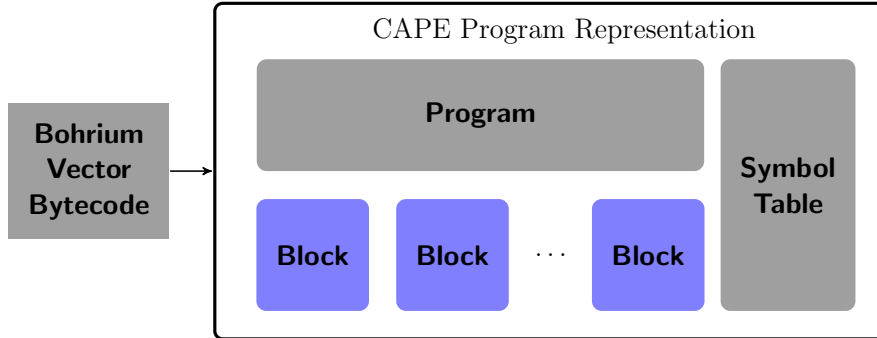 CAPE Program Representation
Program
Bohrium
Vector
Bytecode
Symbol
Table
Block
Block
· · ·
Block